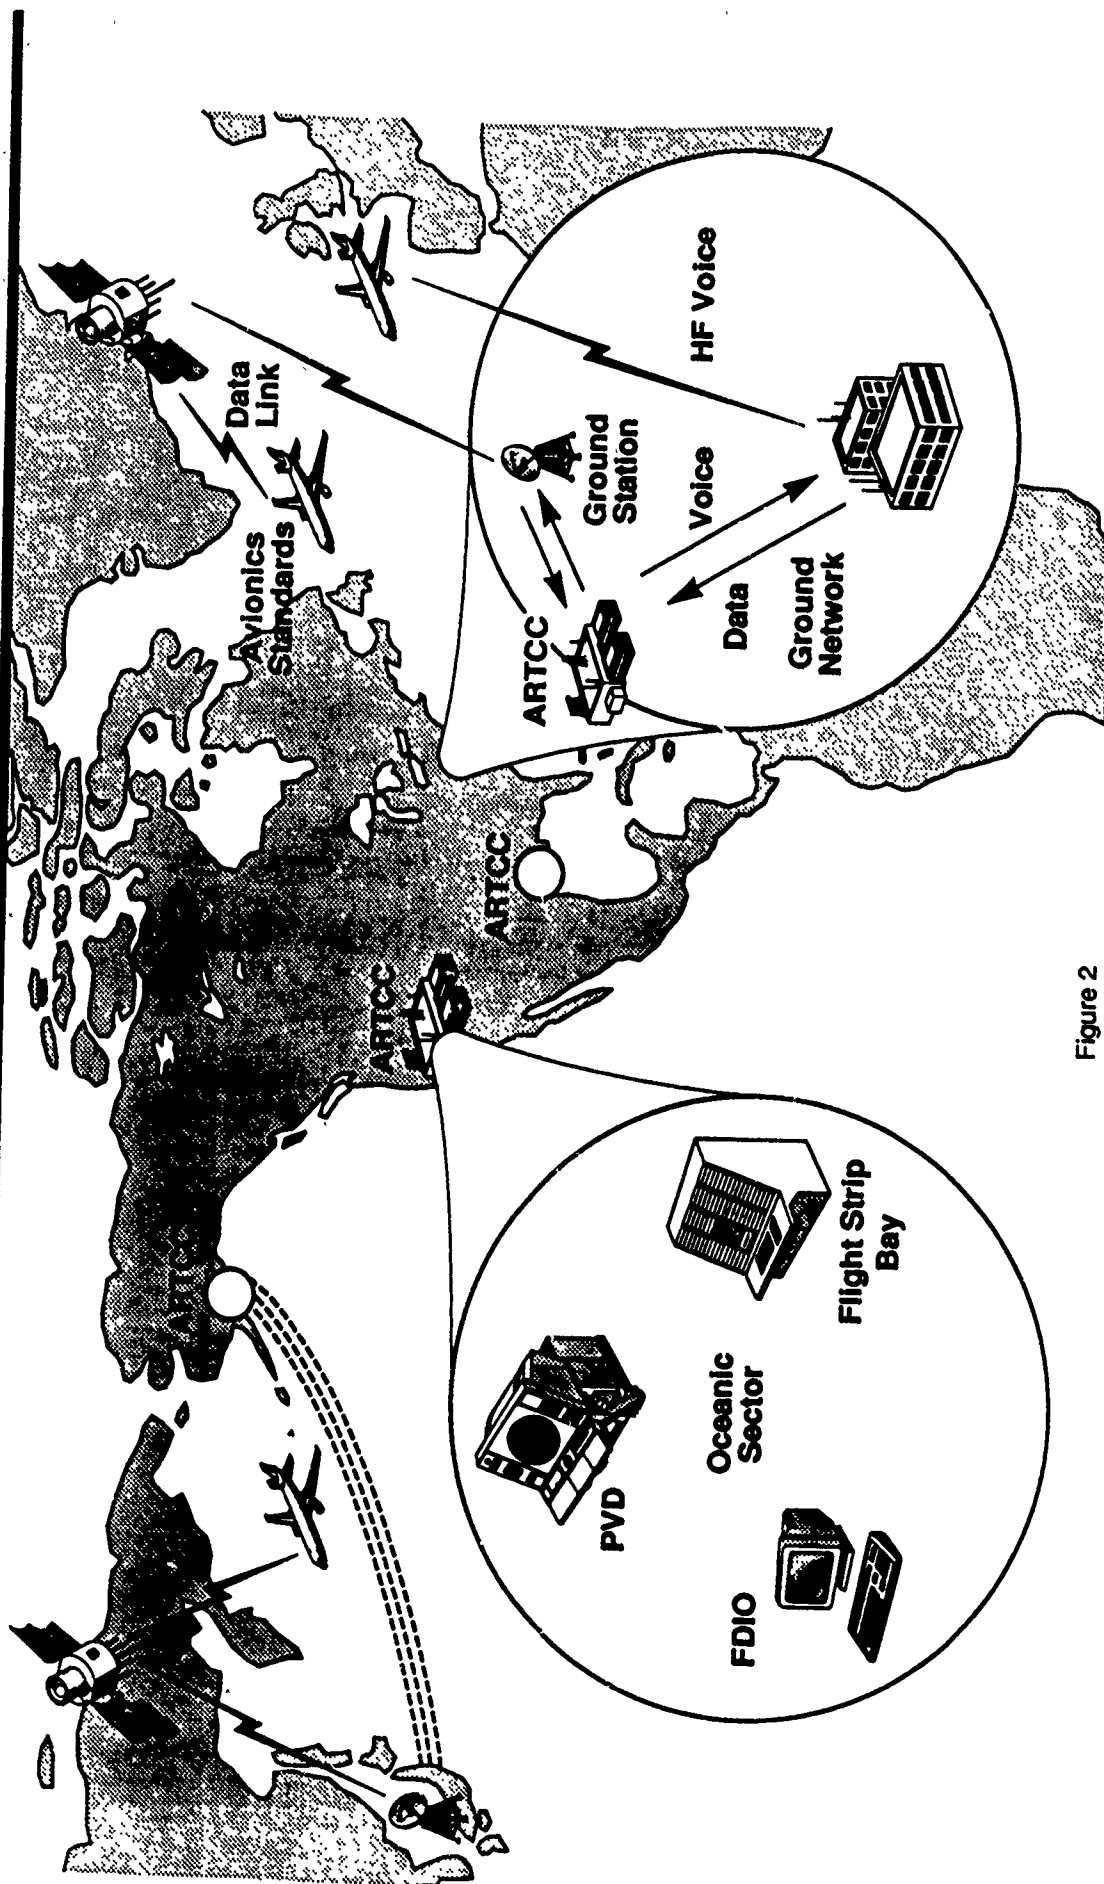 ARTCC
ARTCC
ARTCC
Avionics
Standards
Data
Link
PVD
FDIO
Oceanic
Sector
Flight Strip
Bay
ARTCC
Ground
Station
Voice
HF Voice
Data
Ground
Network
Figure 2